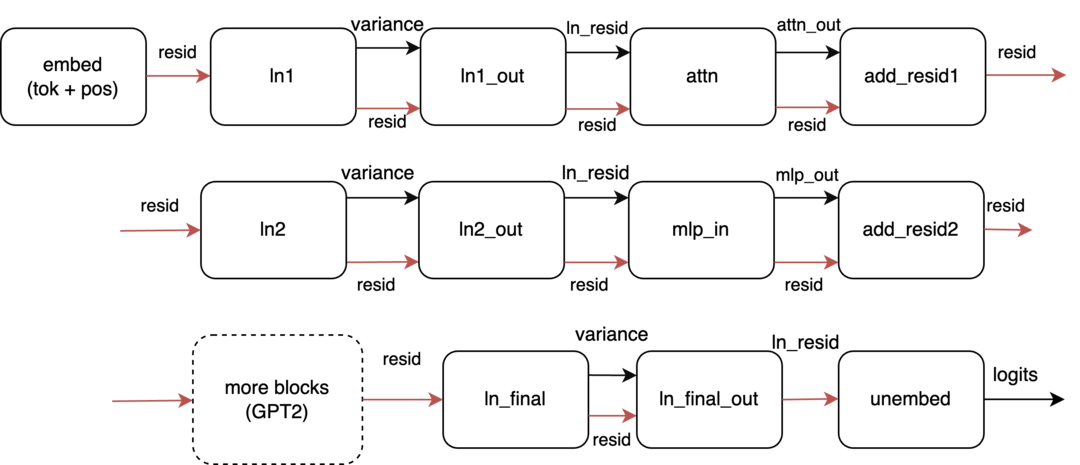 variance
ln_resid
attn_out
resid
resid
embed
(tok + pos)
ln1
ln1_out
attn
add_resid1
resid
resid
resid
variance
ln_resid
mlp_out
resid
resid
ln2
ln2_out
mlp_in
add_resid2
resid
resid
resid
variance
ln_resid
resid
logits
more blocks
(GPT2)
ln_final
ln_final_out
unembed
resid